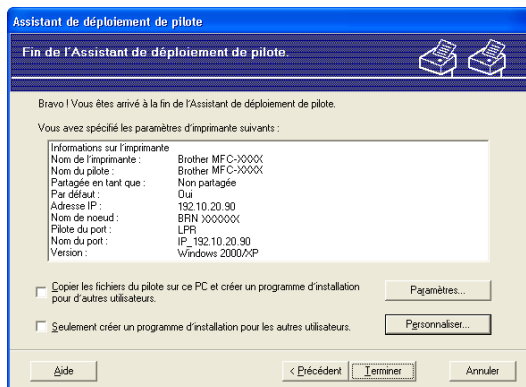 Assistant de déploiement de pilote
Fin de l'Assistant de déploiement de pilote.
Bravo ! Vous êtes arrivé à la fin de l'Assistant de déploiement de pilote.
Vous avez spécifié les paramètres d'imprimante suivants :
Informations sur l'imprimante
Nom de l'imprimante : Brother MFC-XXXX
Nom du pilote : Brother MFC-XXXX
Partagée en tant que : Non partagée
Par défaut : Oui
Adresse IP : 192.10.20.90
Nom de noeud : BRN XXXXXX
Pilote du port : LPR
Nom du port : IP_192.10.20.90
Version : Windows 2000/XP
Copier les fichiers du pilote sur ce PC et créer un programme d'installation
pour d'autres utilisateurs.
Paramètres...
Seulement créer un programme d'installation pour les autres utilisateurs.
Personnaliser...
Aide
< Précédent
Terminer
Annuler